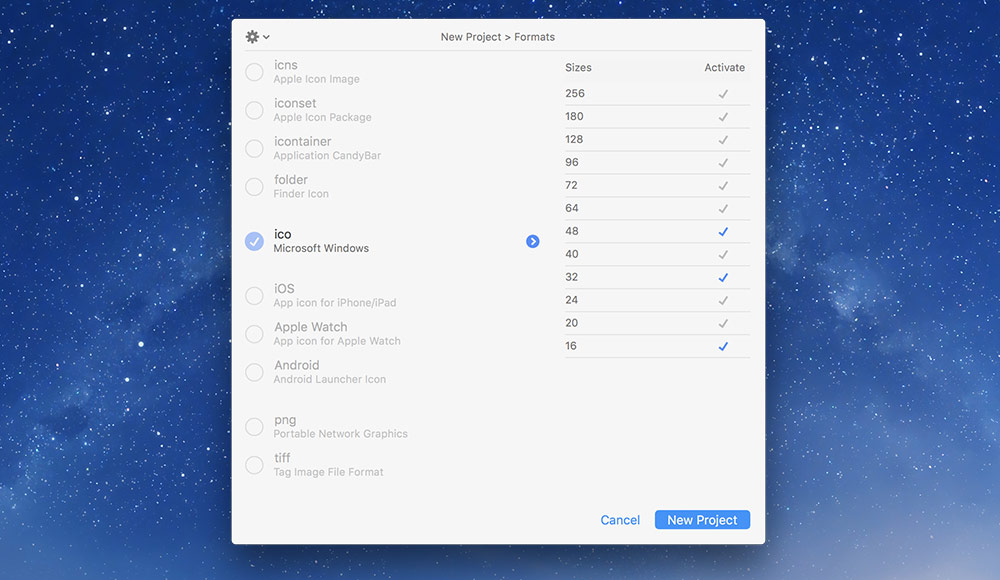 New Project > Formats
icns
Apple Icon Image
iconset
Apple Icon Package
icontainer
Application CandyBar
folder
Finder Icon
ico
Microsoft Windows
iOS
App icon for iPhone/iPad
Apple Watch
App icon for Apple Watch
Android
Android Launcher Icon
png
Portable Network Graphics
tiff
Tag Image File Format
Sizes Activate
256
180
128
96
72
64
48
40
32
24
20
16
Cancel New Project